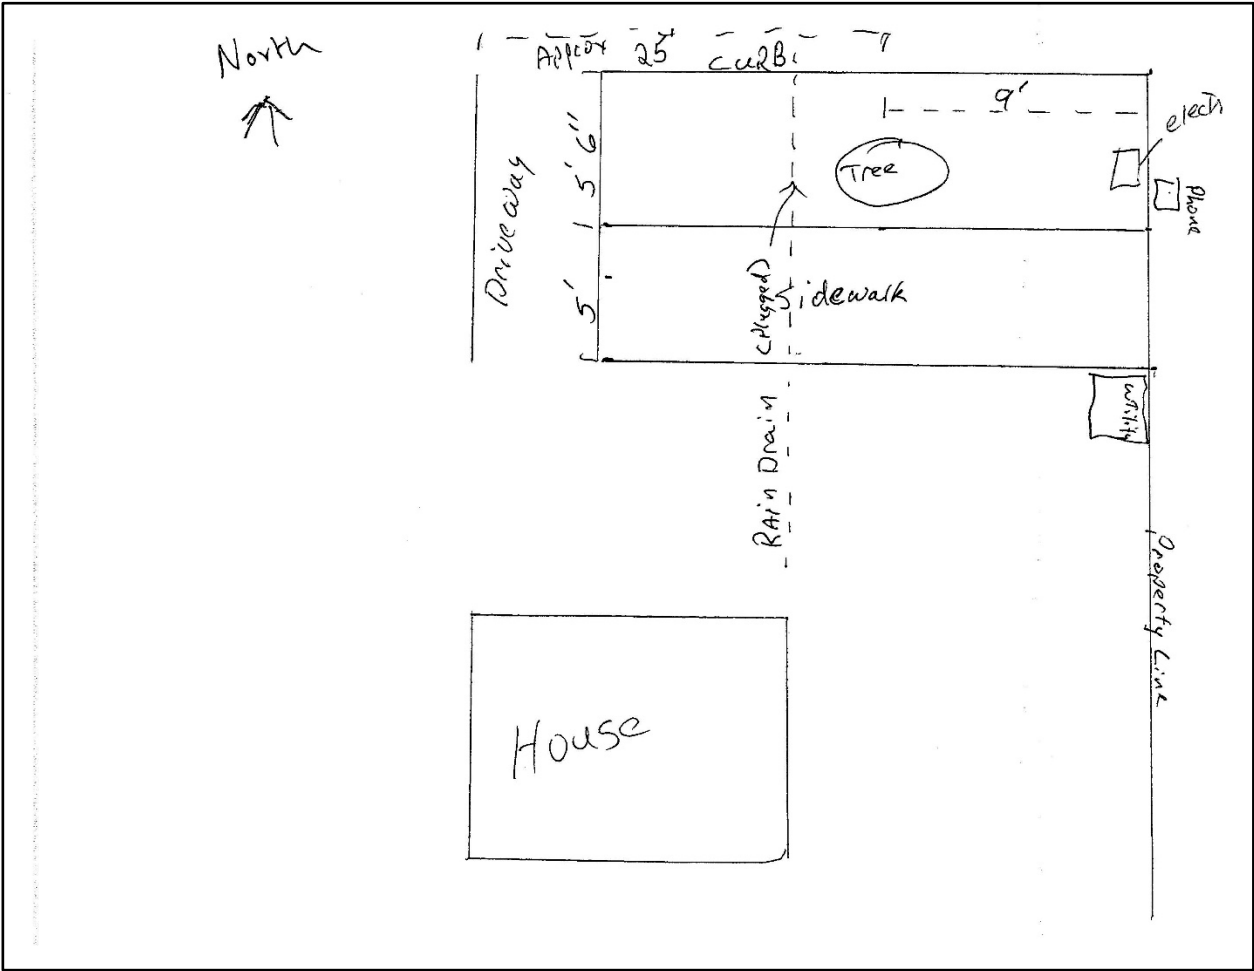 North
Approx 25' CURB
9'
elect
Phone
Tree
5' 6"
Driveway
5'
(Plugged)
Sidewalk
utility
RAin Drain
Property Line
House